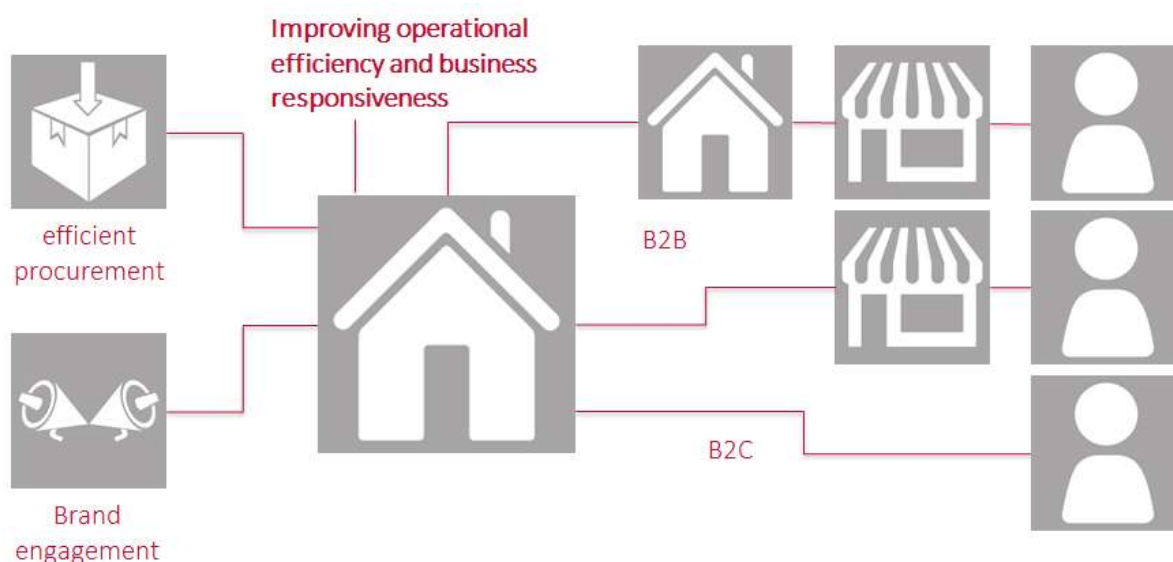 Improving operational
efficiency and business
responsiveness
efficient
procurement
B2B
B2C
Brand
engagement